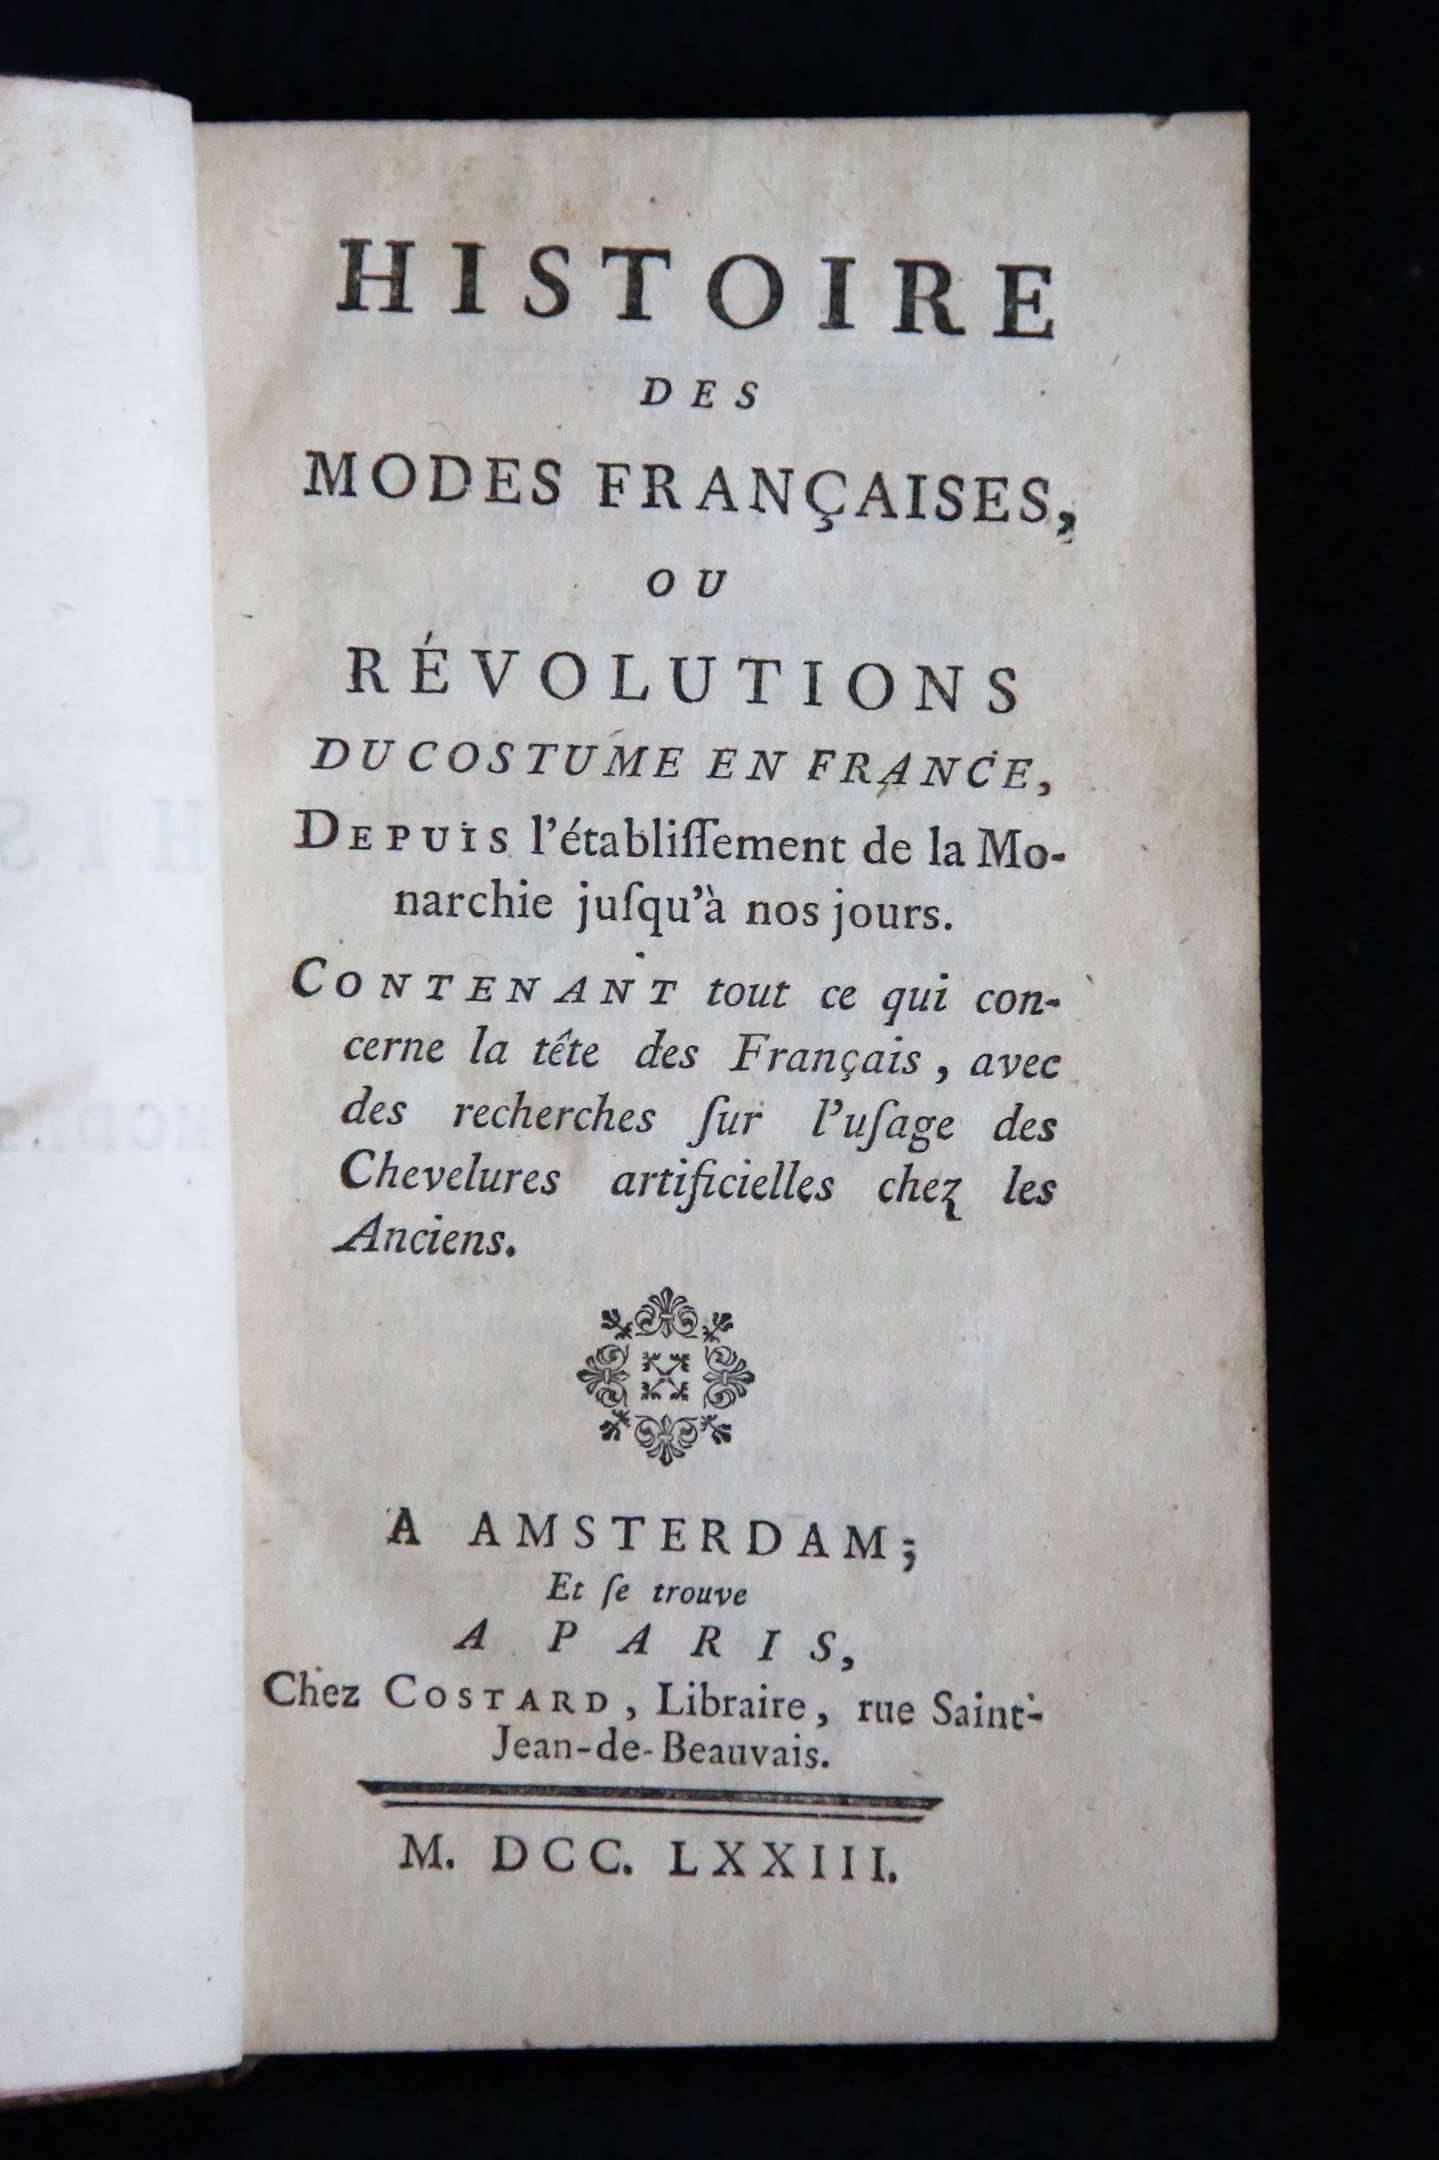 HISTOIRE
DES
MODES FRANÇAISES,
OU
RÉVOLUTIONS
DU COSTUME EN FRANCE,
DEPUIS l'établiſſement de la Mo-
narchie juſqu'à nos jours.
CONTENANT tout ce qui con-
cerne la tête des Français, avec
des recherches ſur l'uſage des
Chevelures artificielles chez les
Anciens.
A AMSTERDAM;
Et ſe trouve
A PARIS,
Chez COSTARD, Libraire, rue Saint-
Jean-de-Beauvais.
M. DCC. LXXIII.